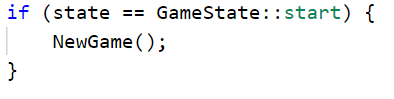 if (state == GameState::start) {
    NewGame();
}